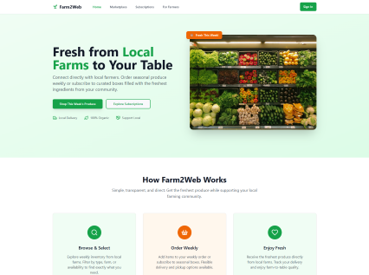 Farm2Web
Home
Marketplace
Subscriptions
For Farmers
Sign In
Fresh This Week
Fresh from Local
Farms to Your Table
Connect directly with local farmers. Order seasonal produce
weekly or subscribe to curated boxes filled with the freshest
ingredients from your community.
Shop This Week's Produce
Explore Subscriptions
Local Delivery
100% Organic
Support Local
How Farm2Web Works
Simple, transparent, and direct. Get the freshest produce while supporting your local
farming community.
Browse & Select
Explore weekly inventory from local
farms. Filter by type, farm, or
availability to find exactly what you
need.
Order Weekly
Add items to your weekly order or
subscribe to seasonal boxes. Flexible
delivery and pickup options available.
Enjoy Fresh
Receive the freshest produce directly
from local farms. Track your delivery
and enjoy farm-to-table quality.